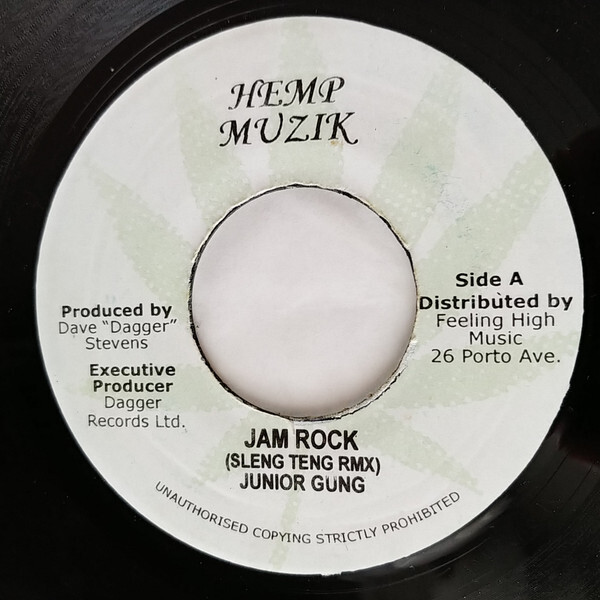 HEMP
MUZIK
Produced by
Dave "Dagger"
Stevens
Executive
Producer
Dagger
Records Ltd.
Side A
Distributed by
Feeling High
Music
26 Porto Ave.
JAM ROCK
(SLENG TENG RMX)
JUNIOR GUNG
UNAUTHORISED COPYING STRICTLY PROHIBITED